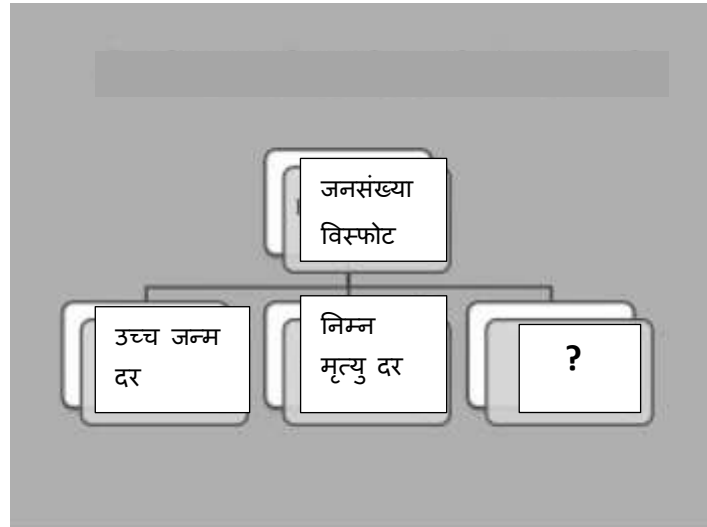 जनसंख्या
विस्फोट
उच्च जन्म
दर
निम्न
मृत्यु दर
?